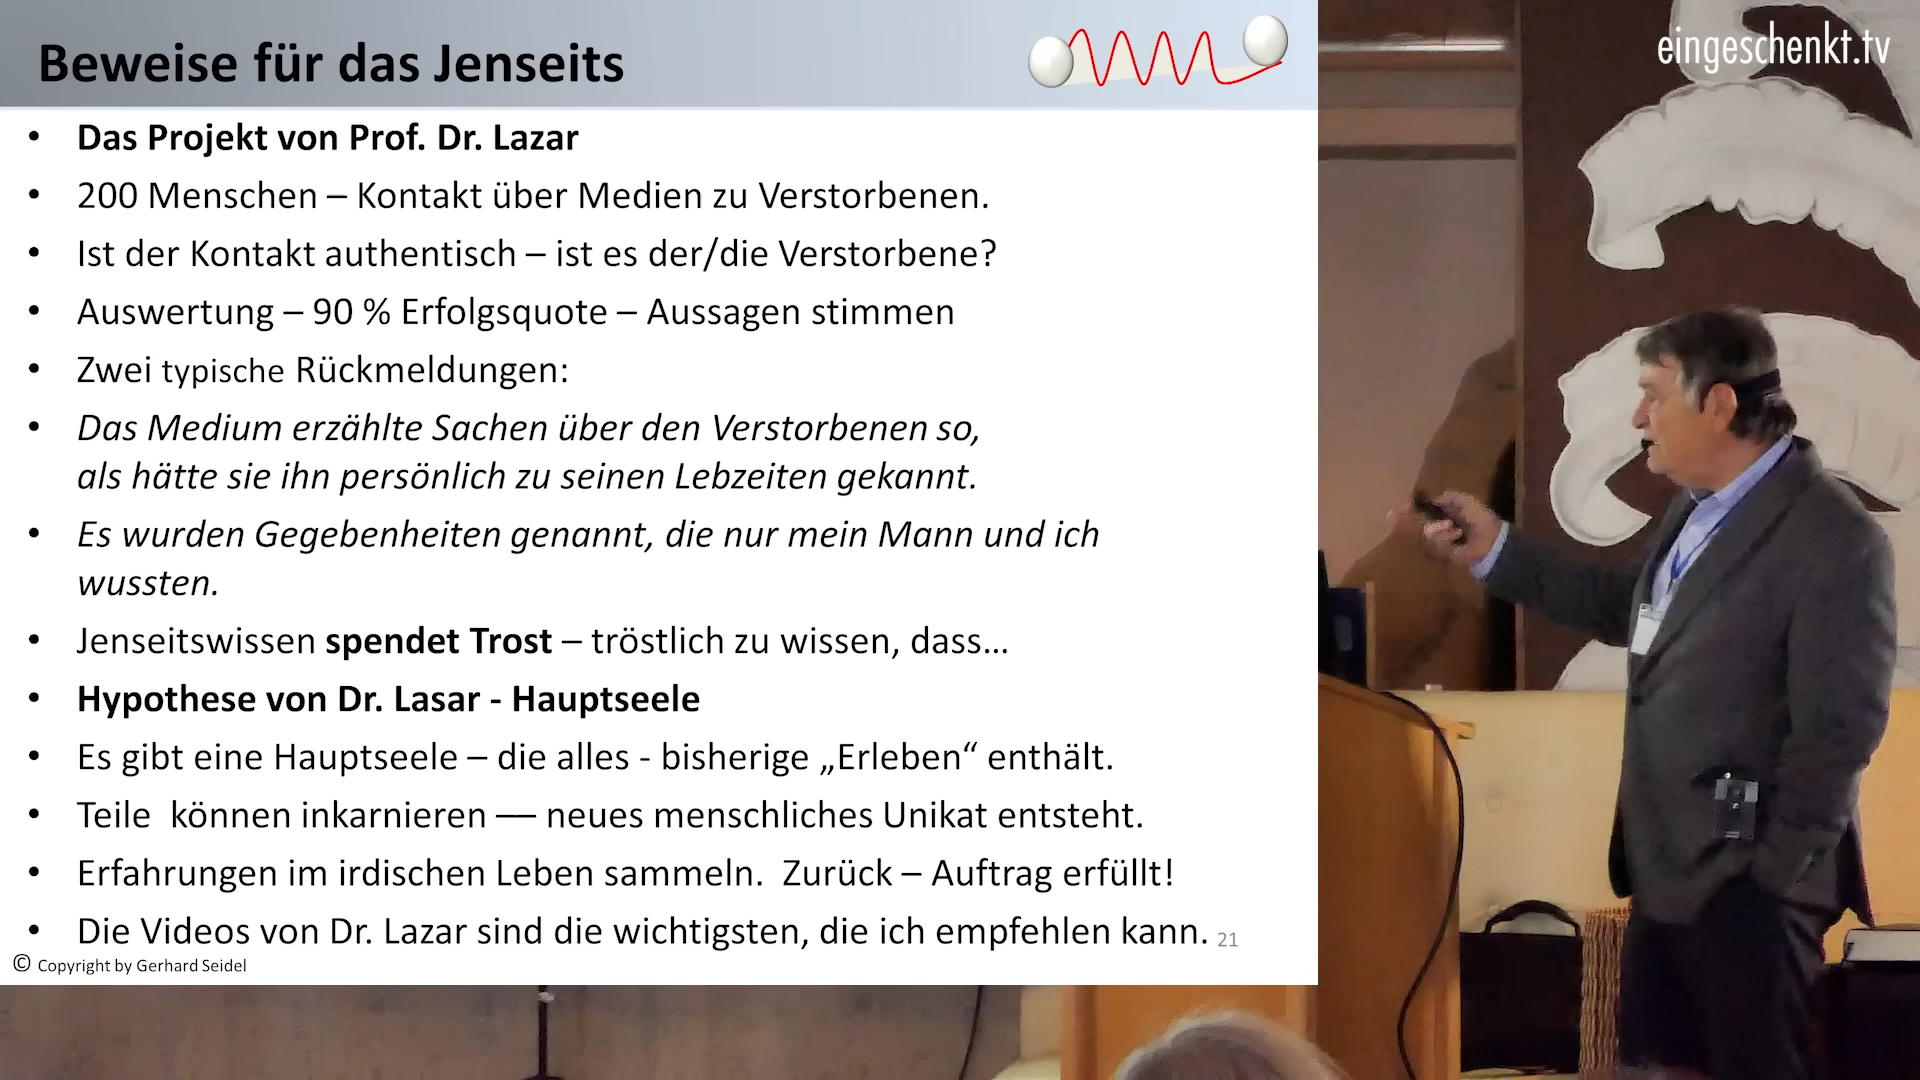 Beweise für das Jenseits
eingeschenkt.tv
• Das Projekt von Prof. Dr. Lazar
• 200 Menschen – Kontakt über Medien zu Verstorbenen.
• Ist der Kontakt authentisch – ist es der/die Verstorbene?
• Auswertung – 90 % Erfolgsquote – Aussagen stimmen
• Zwei typische Rückmeldungen:
• Das Medium erzählte Sachen über den Verstorbenen so,
als hätte sie ihn persönlich zu seinen Lebzeiten gekannt.
• Es wurden Gegebenheiten genannt, die nur mein Mann und ich
wussten.
• Jenseitswissen spendet Trost – tröstlich zu wissen, dass...
• Hypothese von Dr. Lasar - Hauptseele
• Es gibt eine Hauptseele – die alles - bisherige „Erleben“ enthält.
• Teile  können inkarnieren –– neues menschliches Unikat entsteht.
• Erfahrungen im irdischen Leben sammeln.  Zurück – Auftrag erfüllt!
• Die Videos von Dr. Lazar sind die wichtigsten, die ich empfehlen kann.
21
© Copyright by Gerhard Seidel